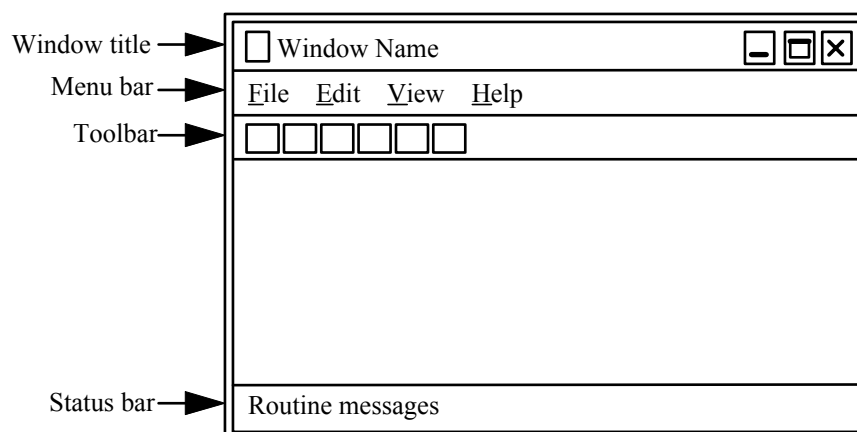 Window title
Window Name
Menu bar
File Edit View Help
Toolbar
Status bar
Routine messages